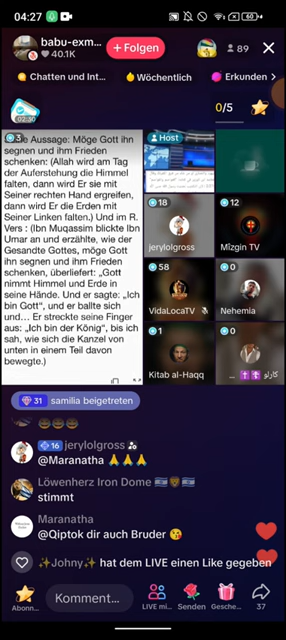 04:27
60
babu-exm...
40.1K
+ Folgen
89
Chatten und Int...
Wöchentlich
Erkunden
02:30
0/5
3
e Aussage: Möge Gott ihn
segnen und ihm Frieden
schenken: (Allah wird am Tag
der Auferstehung die Himmel
falten, dann wird Er sie mit
Seiner rechten Hand ergreifen,
dann wird Er die Erden mit
Seiner Linken falten.) Und im R.
Vers : (Ibn Muqassim blickte Ibn
Umar an und erzählte, wie der
Gesandte Gottes, möge Gott
ihn segnen und ihm Frieden
schenken, überliefert: „Gott
nimmt Himmel und Erde in
seine Hände. Und er sagte: „Ich
bin Gott“, und er ballte sich
und... Er streckte seine Finger
aus: „Ich bin der König“, bis ich
sah, wie sich die Kanzel von
unten in einem Teil davon
bewegte.)
Host
18
jerylolgross
12
Mizgin TV
58
VidaLocaTV
0
Nehemia
1
Kitab al-Haqq
0
كارلو
31 samilia beigetreten
16 jerylolgross
@Maranatha 🙏🙏🙏
Löwenherz Iron Dome 🇮🇱🦁🇮🇱
stimmt
Maranatha
@Qiptok dir auch Bruder 😘
✨Johny✨ hat dem LIVE einen Like gegeben
Komment...
Abonn...
LIVE mi...
Senden
Gesche...
37